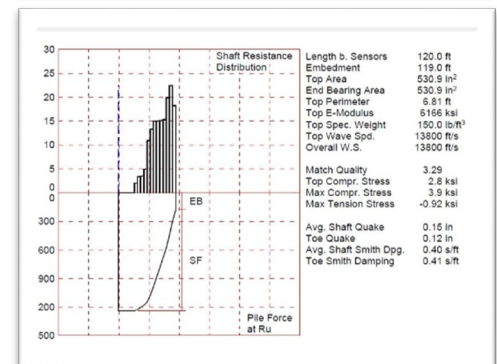 30
25
20
15
10
5
0
300
600
900
200
500
Shaft Resistance
Distribution
EB
SF
Pile Force
at Ru
Length b. Sensors 120.0 ft
Embedment 119.0 ft
Top Area 530.9 in²
End Bearing Area 530.9 in²
Top Perimeter 6.81 ft
Top E-Modulus 6166 ksi
Top Spec. Weight 150.0 lb/ft³
Top Wave Spd. 13800 ft/s
Overall W.S. 13800 ft/s
Match Quality 3.29
Top Compr. Stress 2.8 ksi
Max Compr. Stress 3.9 ksi
Max Tension Stress -0.92 ksi
Avg. Shaft Quake 0.15 in
Toe Quake 0.12 in
Avg. Shaft Smith Dpg. 0.40 s/ft
Toe Smith Damping 0.41 s/ft